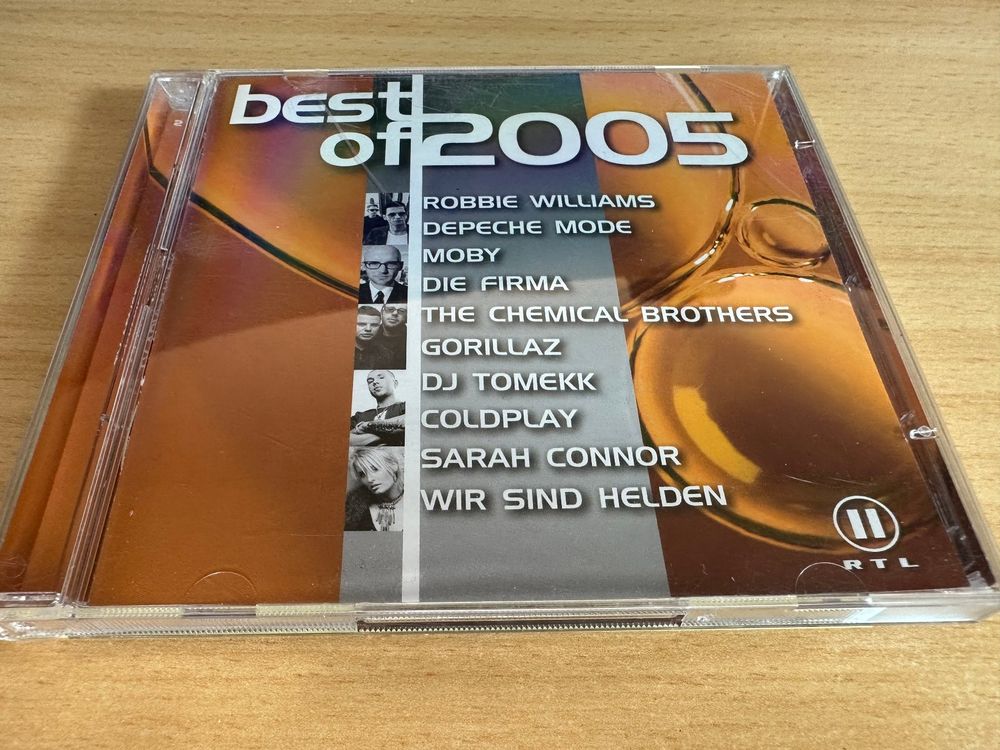 best
of 2005
ROBBIE WILLIAMS
DEPECHE MODE
MOBY
DIE FIRMA
THE CHEMICAL BROTHERS
GORILLAZ
DJ TOMEKK
COLDPLAY
SARAH CONNOR
WIR SIND HELDEN
II
RTL
2